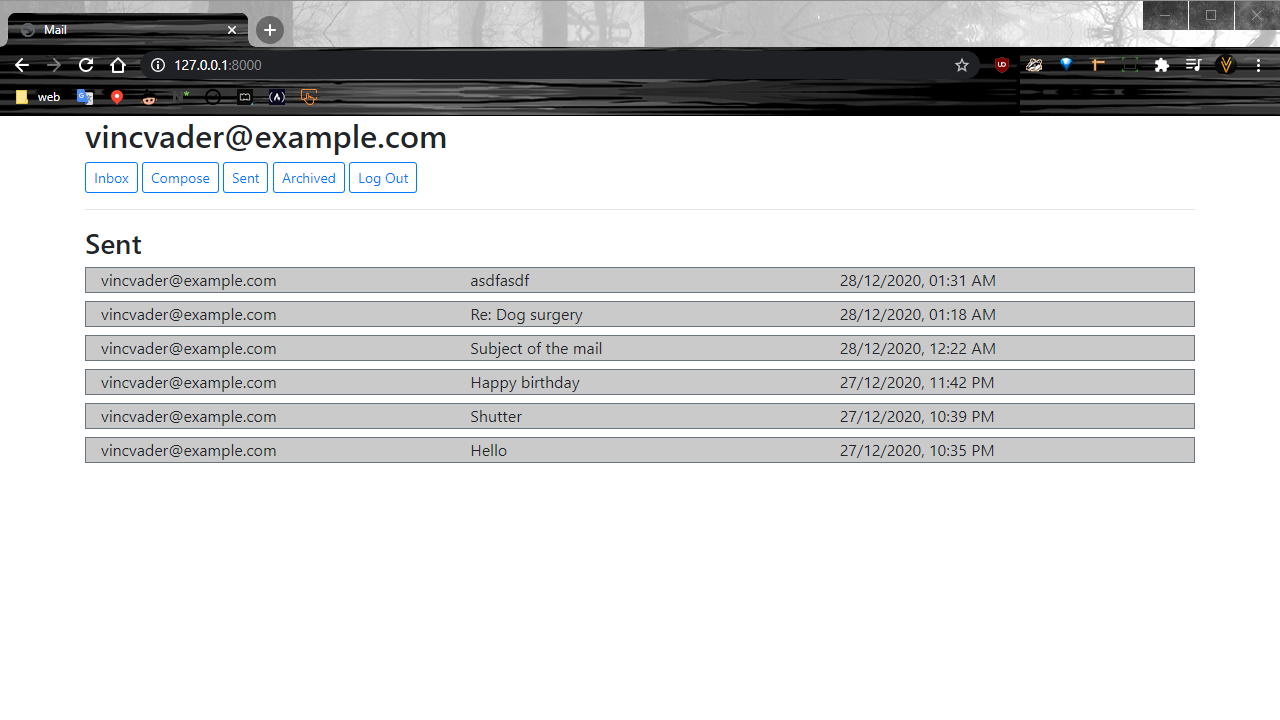 Mail
127.0.0.1:8000
web
vincvader@example.com
Inbox Compose Sent Archived Log Out
Sent
vincvader@example.com asdfasdf 28/12/2020, 01:31 AM
vincvader@example.com Re: Dog surgery 28/12/2020, 01:18 AM
vincvader@example.com Subject of the mail 28/12/2020, 12:22 AM
vincvader@example.com Happy birthday 27/12/2020, 11:42 PM
vincvader@example.com Shutter 27/12/2020, 10:39 PM
vincvader@example.com Hello 27/12/2020, 10:35 PM